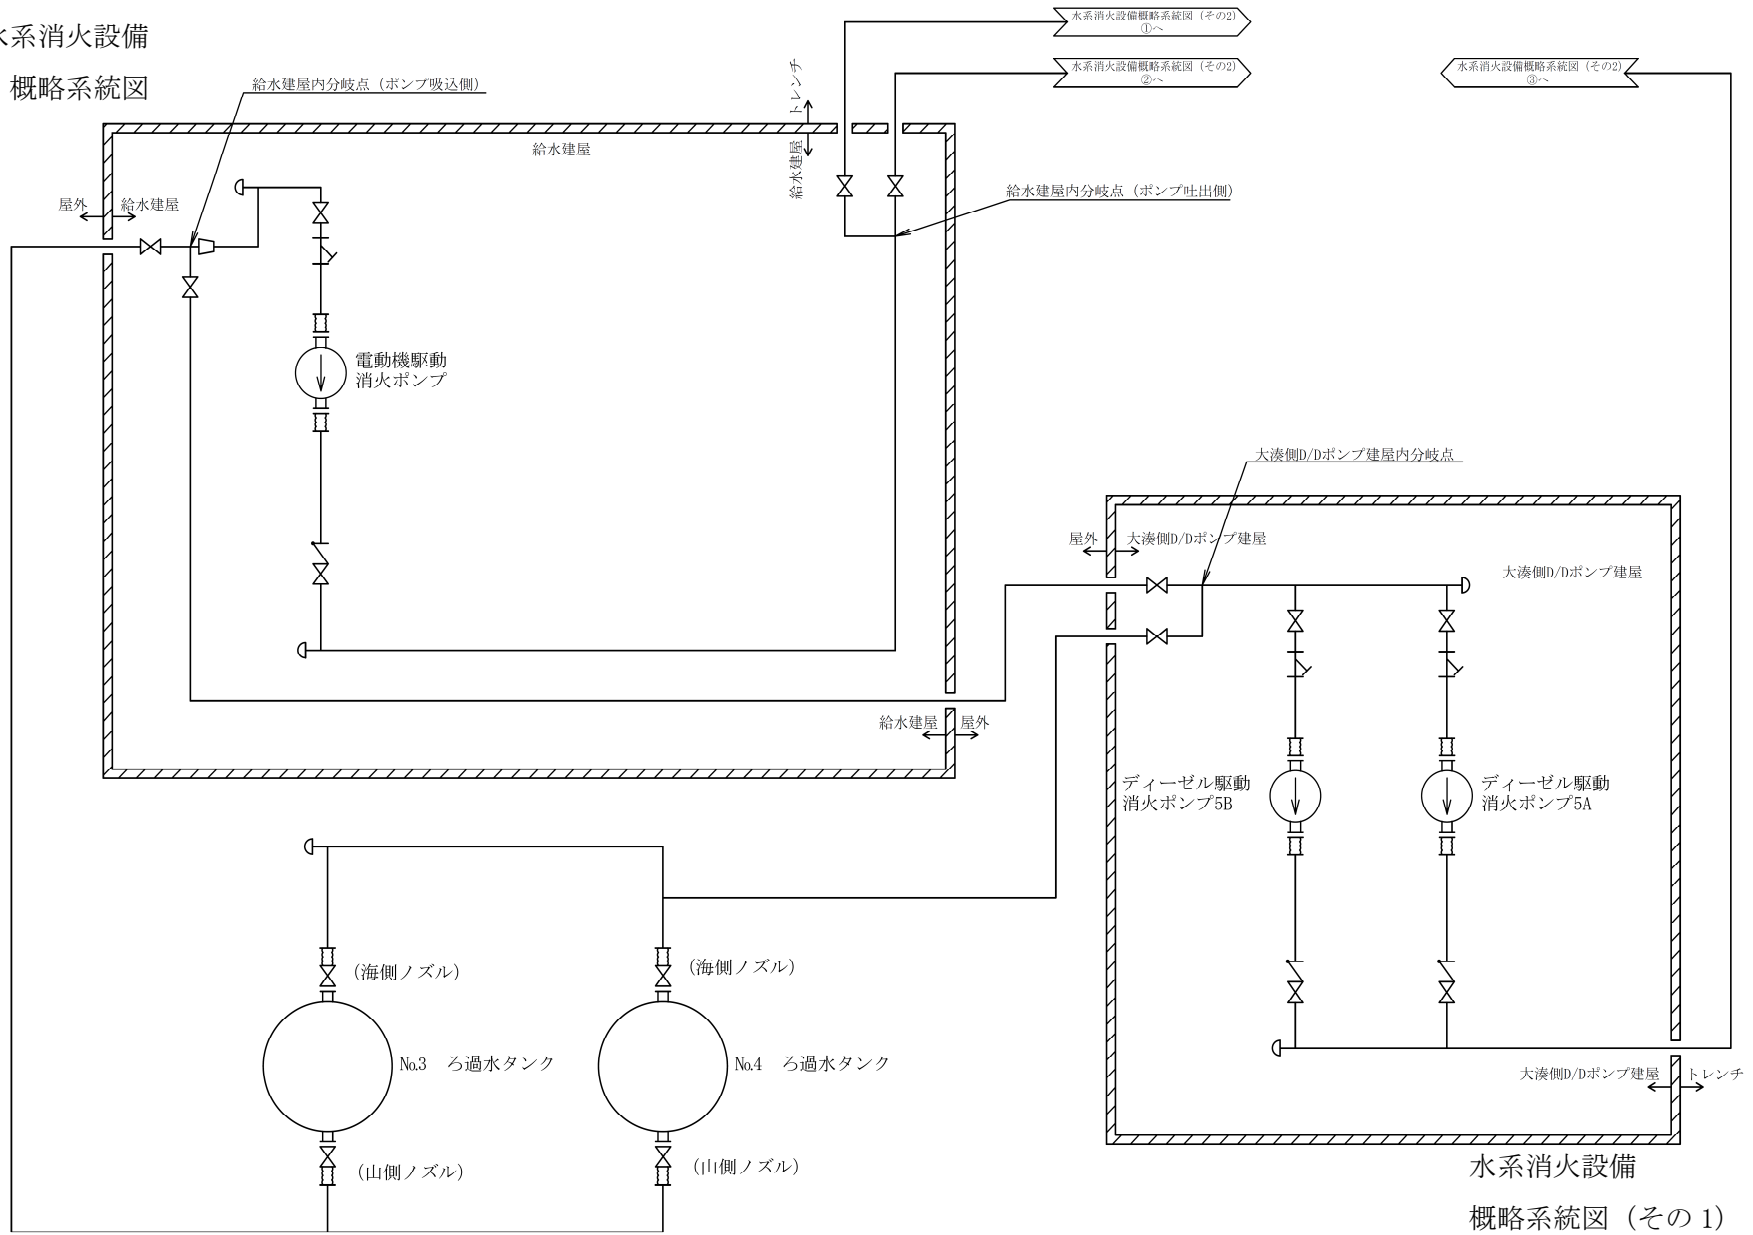 水系消火設備
概略系統図
水系消火設備概略系統図（その2）
①へ
水系消火設備概略系統図（その2）
②へ
水系消火設備概略系統図（その2）
③へ
給水建屋内分岐点（ポンプ吸込側）
トレンチ
給水建屋
給水建屋
給水建屋内分岐点（ポンプ吐出側）
屋外
給水建屋
電動機駆動
消火ポンプ
大湊側D/Dポンプ建屋内分岐点
屋外
大湊側D/Dポンプ建屋
大湊側D/Dポンプ建屋
給水建屋
屋外
ディーゼル駆動
消火ポンプ5B
ディーゼル駆動
消火ポンプ5A
（海側ノズル）
（海側ノズル）
No.3　ろ過水タンク
No.4　ろ過水タンク
大湊側D/Dポンプ建屋
トレンチ
（山側ノズル）
（山側ノズル）
水系消火設備
概略系統図（その 1）